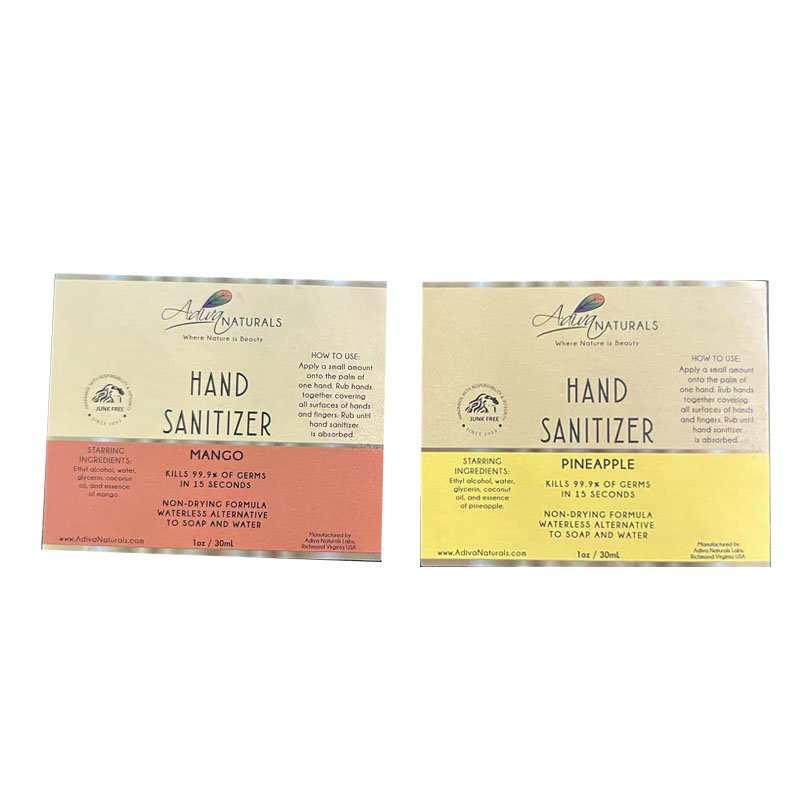 Adiva NATURALS
Where Nature is Beauty
HOW TO USE:
Apply a small amount
onto the palm of
one hand. Rub hands
together covering
all surfaces of hands
and fingers. Rub until
hand sanitizer
is absorbed.
HAND
SANITIZER
JUNK FREE
STARRING
INGREDIENTS:
Ethyl alcohol, water,
glycerin, coconut
oil, and essence
of mango.
MANGO
KILLS 99.9% OF GERMS
IN 15 SECONDS
NON-DRYING FORMULA
WATERLESS ALTERNATIVE
TO SOAP AND WATER
www.AdivaNaturals.com
1oz / 30mL
Manufactured by
Adiva Naturals Labs,
Richmond Virginia USA
Adiva NATURALS
Where Nature is Beauty
HOW TO USE:
Apply a small amount
onto the palm of
one hand. Rub hands
together covering
all surfaces of hands
and fingers. Rub until
hand sanitizer
is absorbed.
HAND
SANITIZER
JUNK FREE
STARRING
INGREDIENTS:
Ethyl alcohol, water,
glycerin, coconut
oil, and essence
of pineapple.
PINEAPPLE
KILLS 99.9% OF GERMS
IN 15 SECONDS
NON-DRYING FORMULA
WATERLESS ALTERNATIVE
TO SOAP AND WATER
www.AdivaNaturals.com
1oz / 30mL
Manufactured by
Adiva Naturals Labs,
Richmond Virginia USA